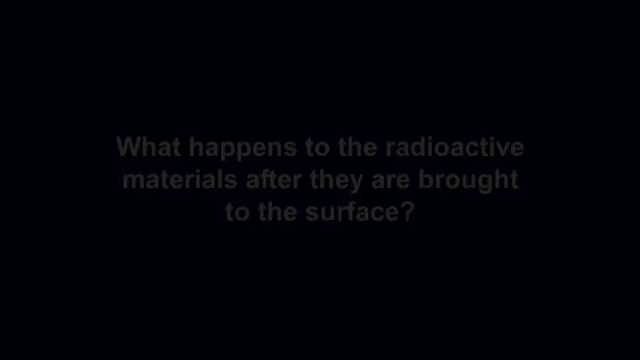 What happens to the radioactive
materials after they are brought
to the surface?